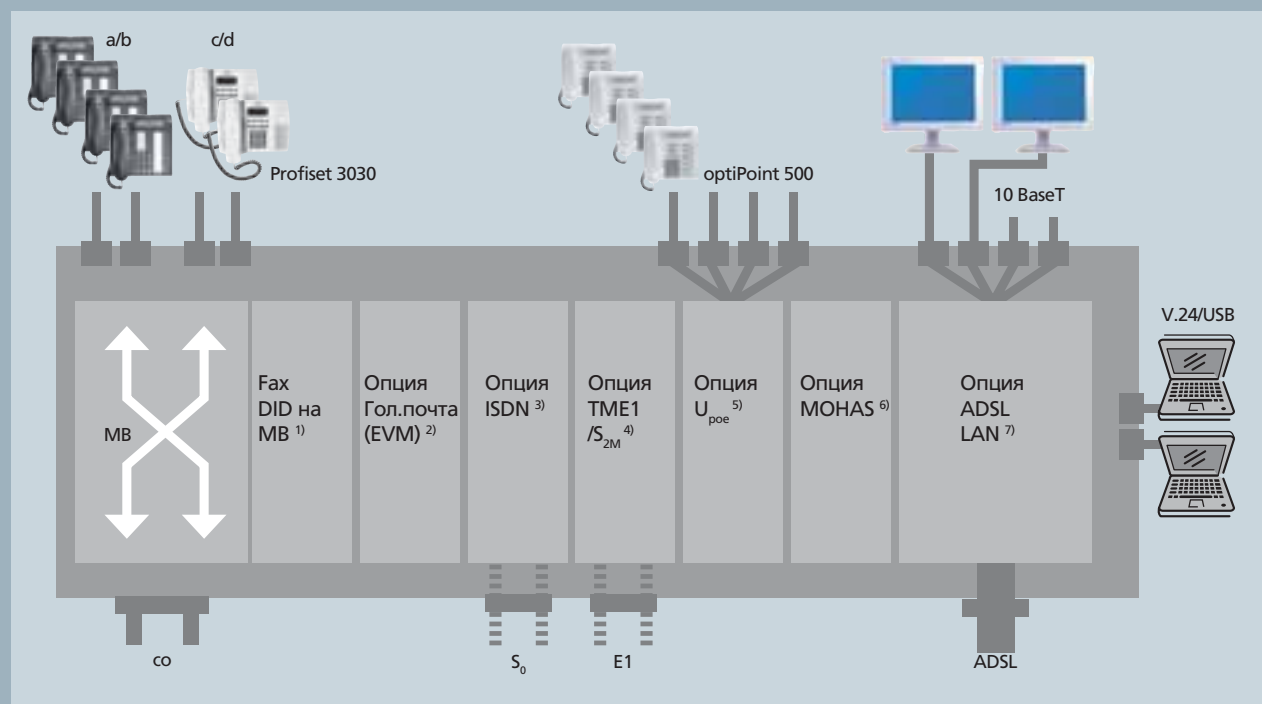 a/b
c/d
Profiset 3030
optiPoint 500
10 BaseT
V.24/USB
MB
Fax
DID на
MB 1)
Опция
Гол.почта
(EVM) 2)
Опция
ISDN 3)
Опция
TME1
/S2M 4)
Опция
Upoe 5)
Опция
MOHAS 6)
Опция
ADSL
LAN 7)
co
S0
E1
ADSL